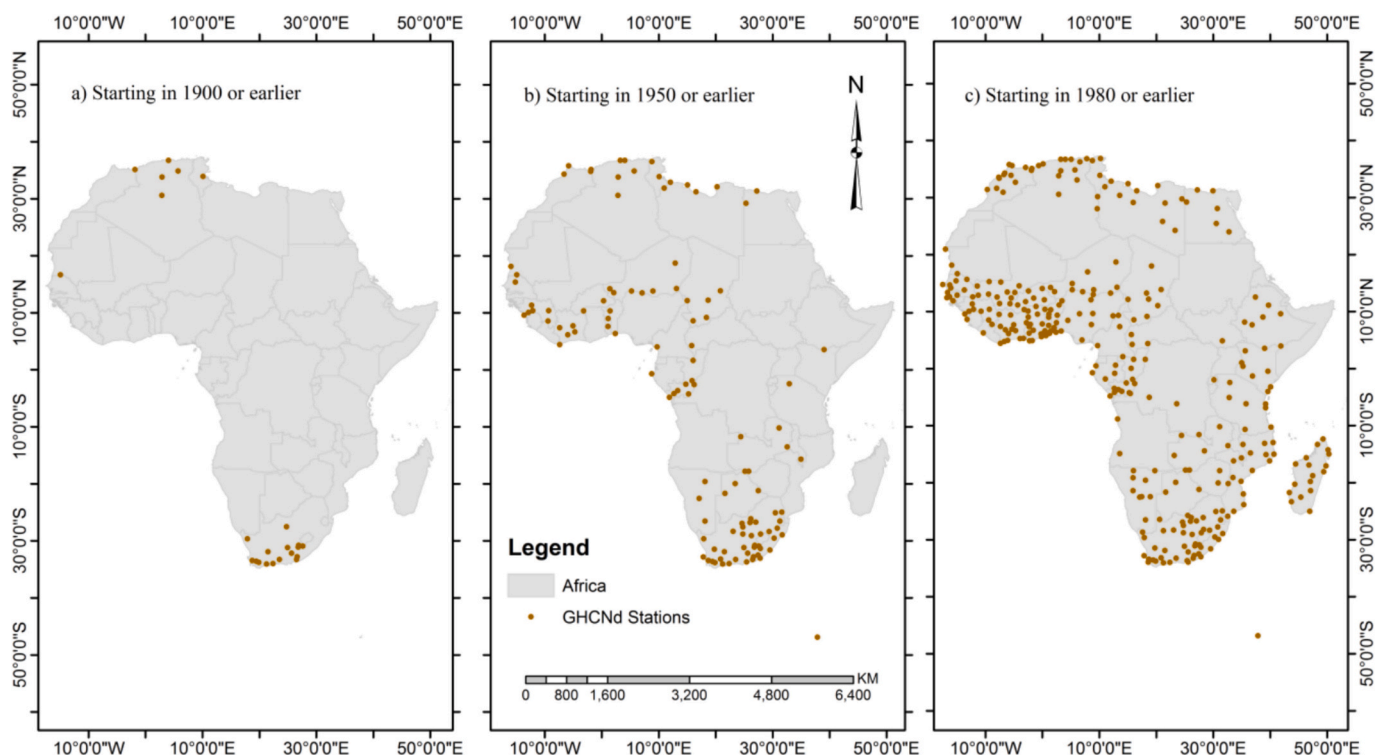 10°0'0"W 10°0'0"E 30°0'0"E 50°0'0"E 10°0'0"W 10°0'0"E 30°0'0"E 50°0'0"E 10°0'0"W 10°0'0"E 30°0'0"E 50°0'0"E
50°0'0"N
30°0'0"N
10°0'0"N
10°0'0"S
30°0'0"S
50°0'0"S
a) Starting in 1900 or earlier
b) Starting in 1950 or earlier
N
c) Starting in 1980 or earlier
Legend
Africa
GHCNd Stations
KM
0 800 1,600 3,200 4,800 6,400
50°0'0"N
30°0'0"N
10°0'0"N
10°0'0"S
30°0'0"S
50°0'0"S
10°0'0"W 10°0'0"E 30°0'0"E 50°0'0"E 10°0'0"W 10°0'0"E 30°0'0"E 50°0'0"E 10°0'0"W 10°0'0"E 30°0'0"E 50°0'0"E